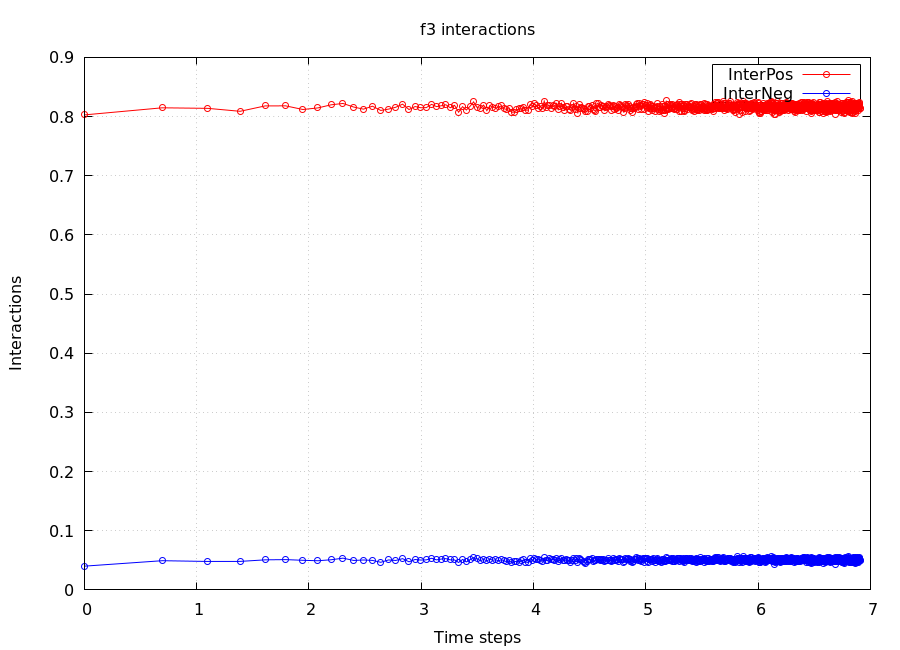 f3 interactions
0.9
InterPos
InterNeg
0.8
0.7
0.6
0.5
0.4
0.3
0.2
0.1
0
Interactions
0 1 2 3 4 5 6 7
Time steps